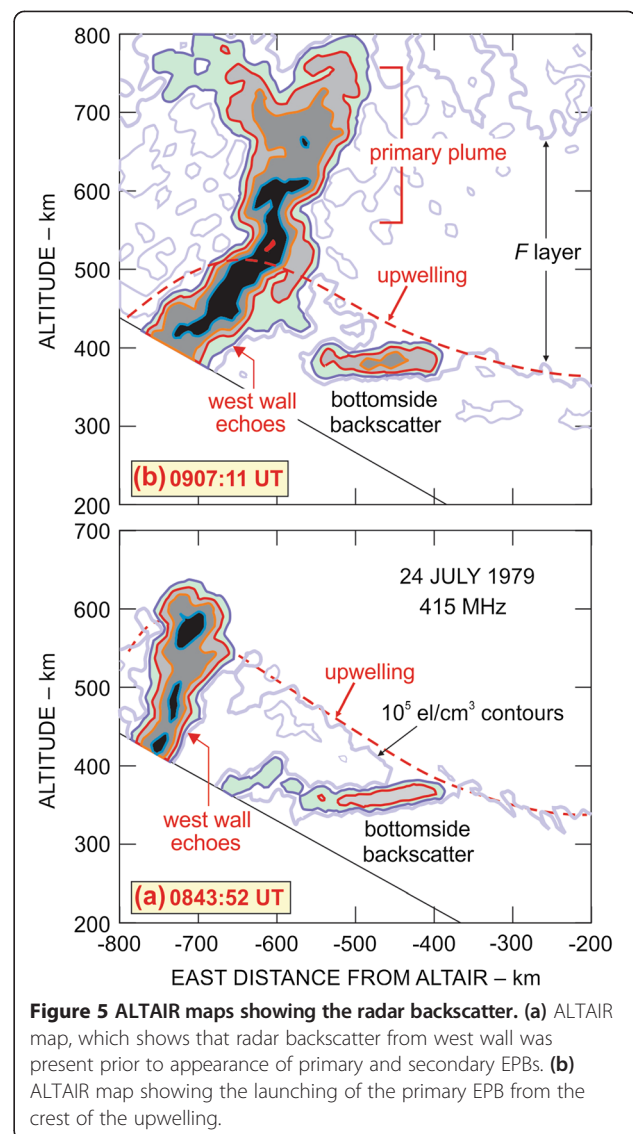 800
700
600
500
400
300
200
ALTITUDE – km
primary plume
upwelling
F layer
west wall
echoes
bottomside
backscatter
(b) 0907:11 UT
700
600
500
400
300
200
ALTITUDE – km
24 JULY 1979
415 MHz
upwelling
10⁵ el/cm³ contours
west wall
echoes
bottomside
backscatter
(a) 0843:52 UT
-800 -700 -600 -500 -400 -300 -200
EAST DISTANCE FROM ALTAIR – km
Figure 5 ALTAIR maps showing the radar backscatter. (a) ALTAIR
map, which shows that radar backscatter from west wall was
present prior to appearance of primary and secondary EPBs. (b)
ALTAIR map showing the launching of the primary EPB from the
crest of the upwelling.